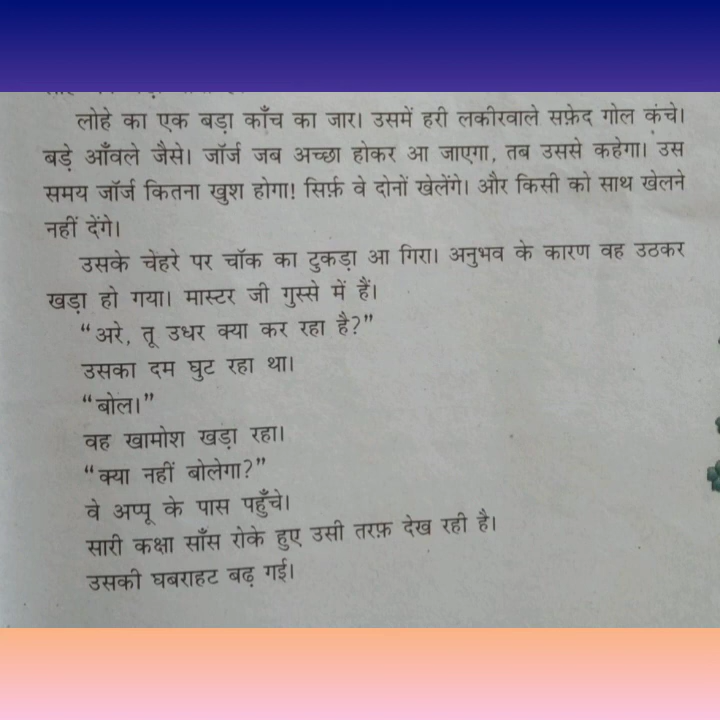 लोहे का एक बड़ा काँच का जार। उसमें हरी लकीरवाले सफ़ेद गोल कंचे।
बड़े आँवले जैसे। जॉर्ज जब अच्छा होकर आ जाएगा, तब उससे कहेगा। उस
समय जॉर्ज कितना खुश होगा! सिर्फ़ वे दोनों खेलेंगे। और किसी को साथ खेलने
नहीं देंगे।
उसके चेहरे पर चॉक का टुकड़ा आ गिरा। अनुभव के कारण वह उठकर
खड़ा हो गया। मास्टर जी गुस्से में हैं।
“अरे, तू उधर क्या कर रहा है?”
उसका दम घुट रहा था।
“बोल।”
वह खामोश खड़ा रहा।
“क्या नहीं बोलेगा?”
वे अप्पू के पास पहुँचे।
सारी कक्षा साँस रोके हुए उसी तरफ़ देख रही है।
उसकी घबराहट बढ़ गई।